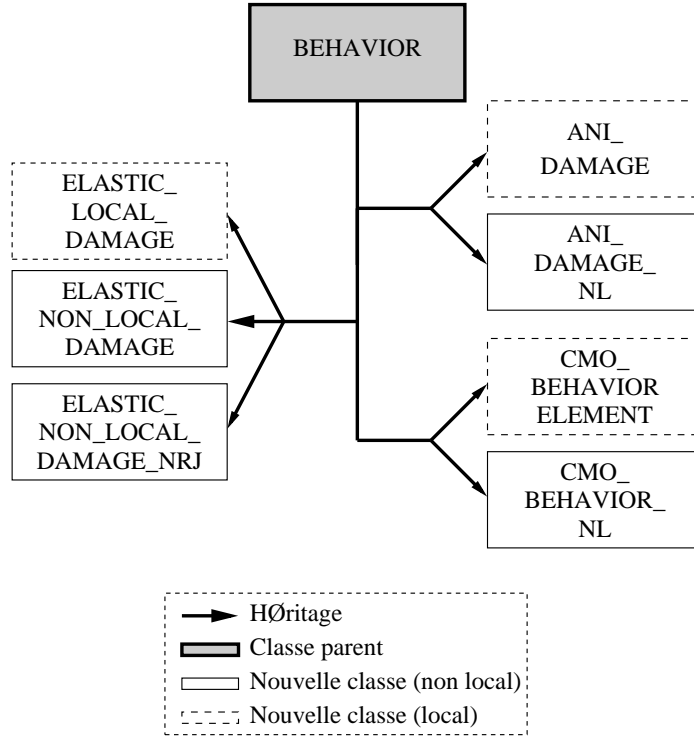 BEHAVIOR
ELASTIC_
LOCAL_
DAMAGE
ELASTIC_
NON_LOCAL_
DAMAGE
ELASTIC_
NON_LOCAL_
DAMAGE_NRJ
ANI_
DAMAGE
ANI_
DAMAGE_
NL
CMO_
BEHAVIOR
ELEMENT
CMO_
BEHAVIOR_
NL
HØritage
Classe parent
Nouvelle classe (non local)
Nouvelle classe (local)